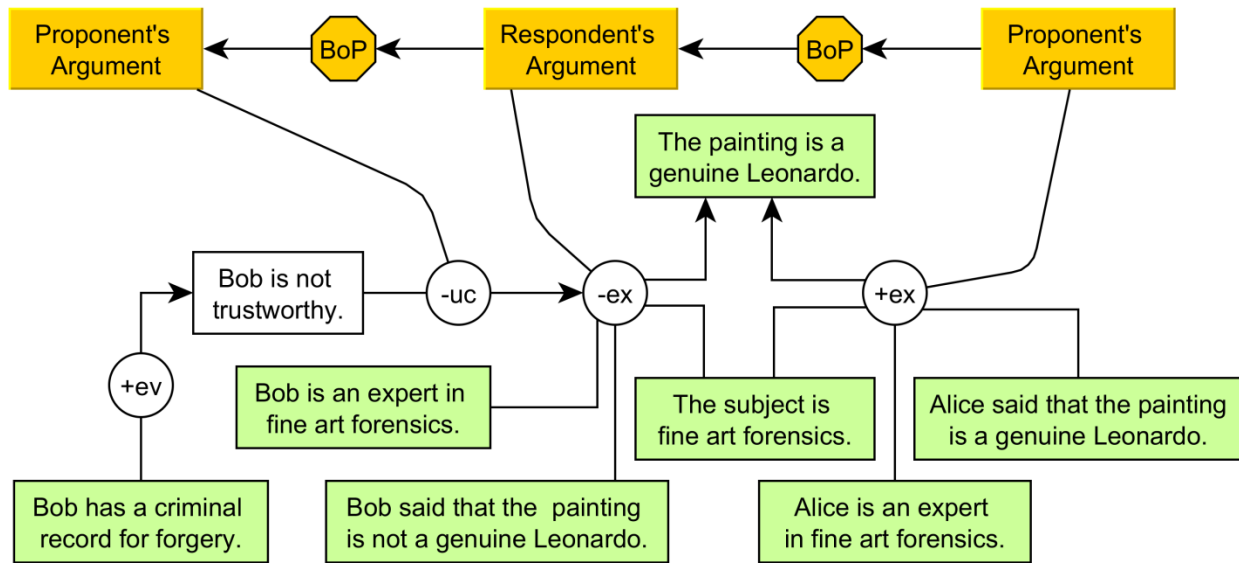 Proponent's
Argument
BoP
Respondent's
Argument
BoP
Proponent's
Argument
The painting is a
genuine Leonardo.
Bob is not
trustworthy.
-uc
-ex
+ex
+ev
Bob is an expert in
fine art forensics.
The subject is
fine art forensics.
Alice said that the painting
is a genuine Leonardo.
Bob has a criminal
record for forgery.
Bob said that the painting
is not a genuine Leonardo.
Alice is an expert
in fine art forensics.